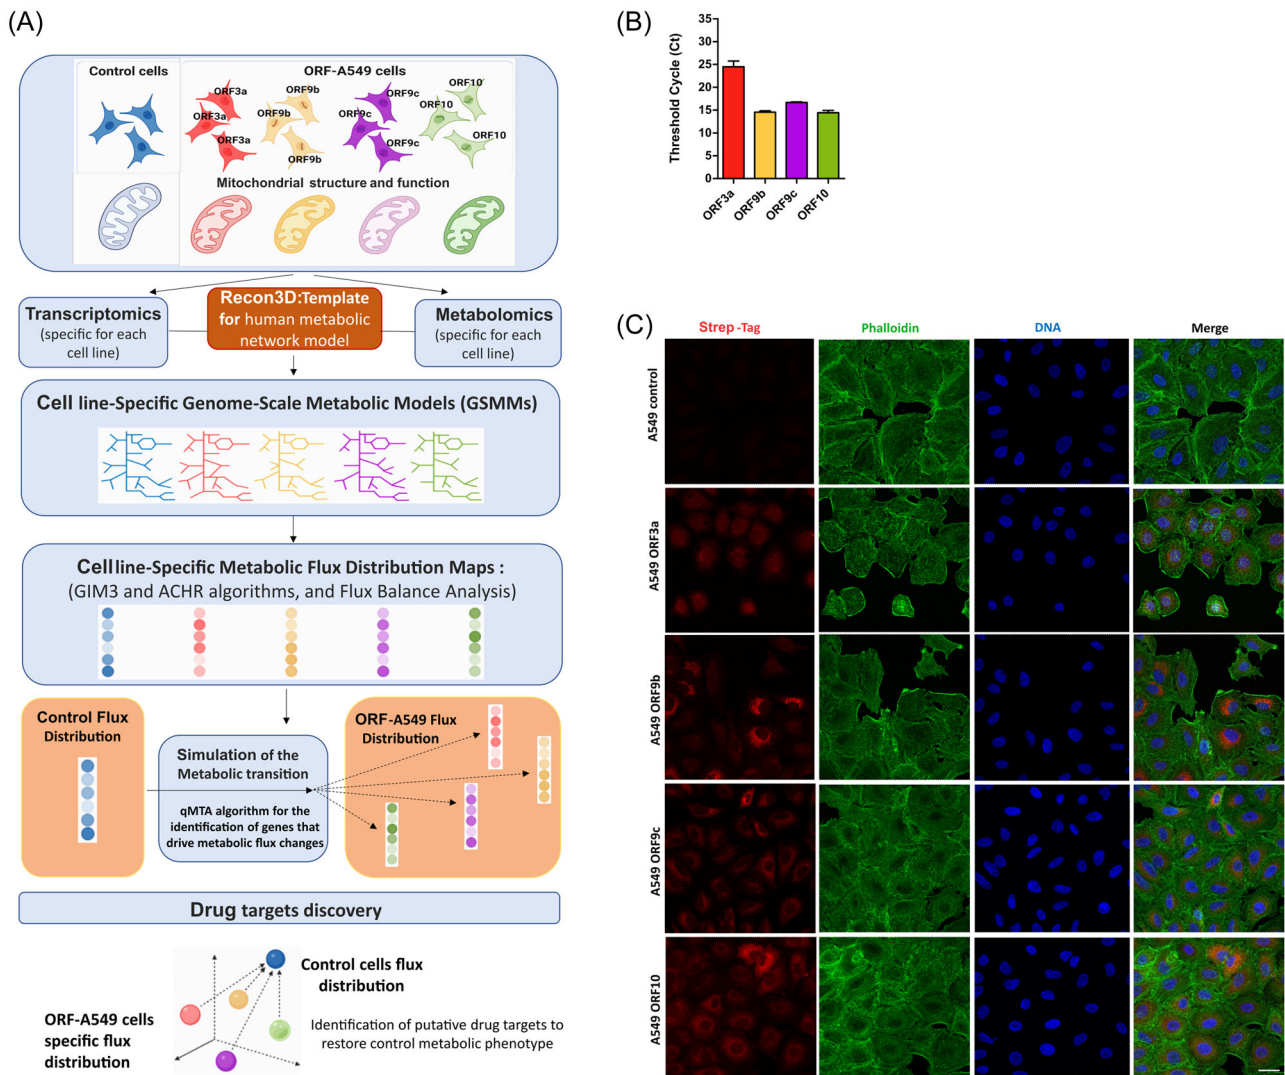 (A)
Control cells
ORF-A549 cells
ORF3a
ORF3a
ORF3a
ORF9b
ORF9b
ORF9b
ORF9c
ORF9c
ORF10
ORF10
ORF10
Mitochondrial structure and function
Transcriptomics
(specific for each
cell line)
Recon3D:Template
for human metabolic
network model
Metabolomics
(specific for each
cell line)
Cell line-Specific Genome-Scale Metabolic Models (GSMMs)
Cell line-Specific Metabolic Flux Distribution Maps :
(GIM3 and ACHR algorithms, and Flux Balance Analysis)
Control Flux
Distribution
Simulation of the
Metabolic transition
qMTA algorithm for the
identification of genes that
drive metabolic flux changes
ORF-A549 Flux
Distribution
Drug targets discovery
Control cells flux
distribution
ORF-A549 cells
specific flux
distribution
Identification of putative drug targets to
restore control metabolic phenotype
(B)
Threshold Cycle (Ct)
35
30
25
20
15
10
5
0
ORF3a
ORF9b
ORF9c
ORF10
(C)
Strep -Tag
Phalloidin
DNA
Merge
A549 control
A549 ORF3a
A549 ORF9b
A549 ORF9c
A549 ORF10